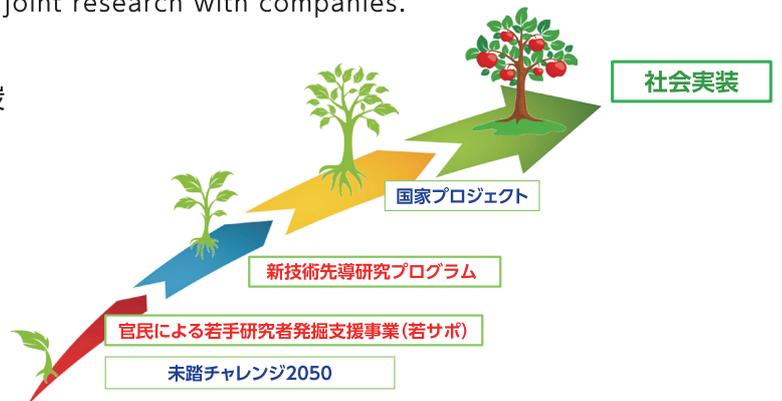 joint research with companies.
社会実装
国家プロジェクト
新技術先導研究プログラム
官民による若手研究者発掘支援事業（若サポ）
未踏チャレンジ2050